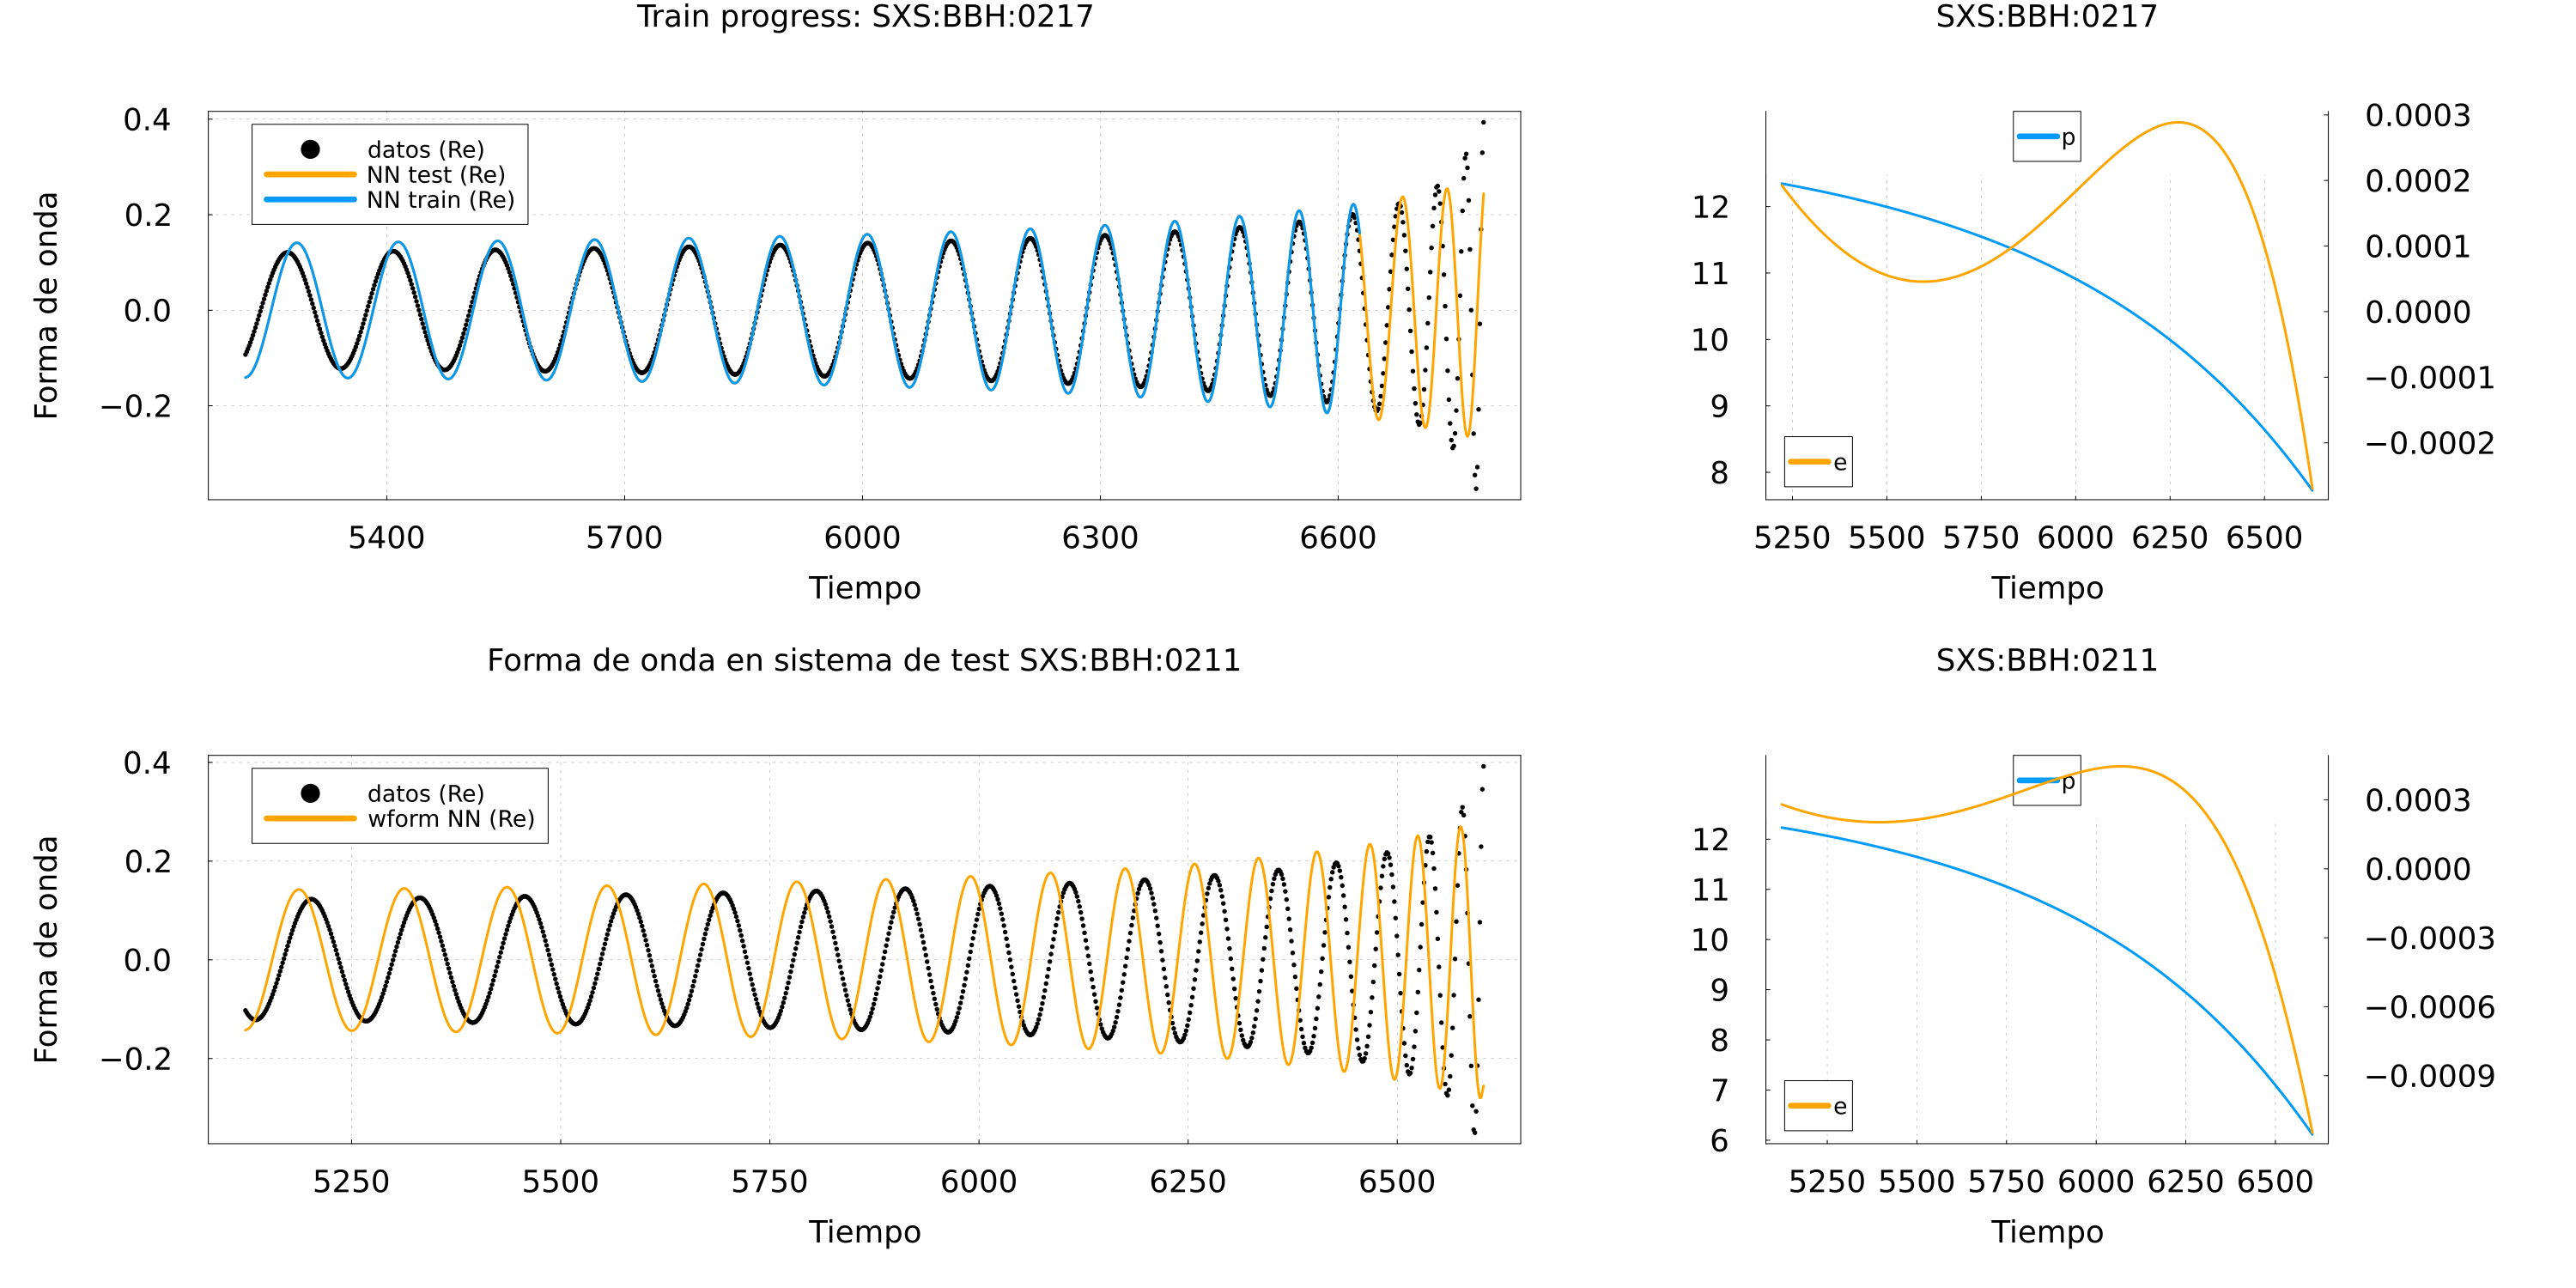 Train progress: SXS:BBH:0217
SXS:BBH:0217
Forma de onda
0.4
0.2
0.0
−0.2
datos (Re)
NN test (Re)
NN train (Re)
5400 5700 6000 6300 6600
Tiempo
12
11
10
9
8
p
e
0.0003
0.0002
0.0001
0.0000
−0.0001
−0.0002
5250 5500 5750 6000 6250 6500
Tiempo
Forma de onda en sistema de test SXS:BBH:0211
SXS:BBH:0211
Forma de onda
0.4
0.2
0.0
−0.2
datos (Re)
wform NN (Re)
5250 5500 5750 6000 6250 6500
Tiempo
12
11
10
9
8
7
6
p
e
0.0003
0.0000
−0.0003
−0.0006
−0.0009
5250 5500 5750 6000 6250 6500
Tiempo